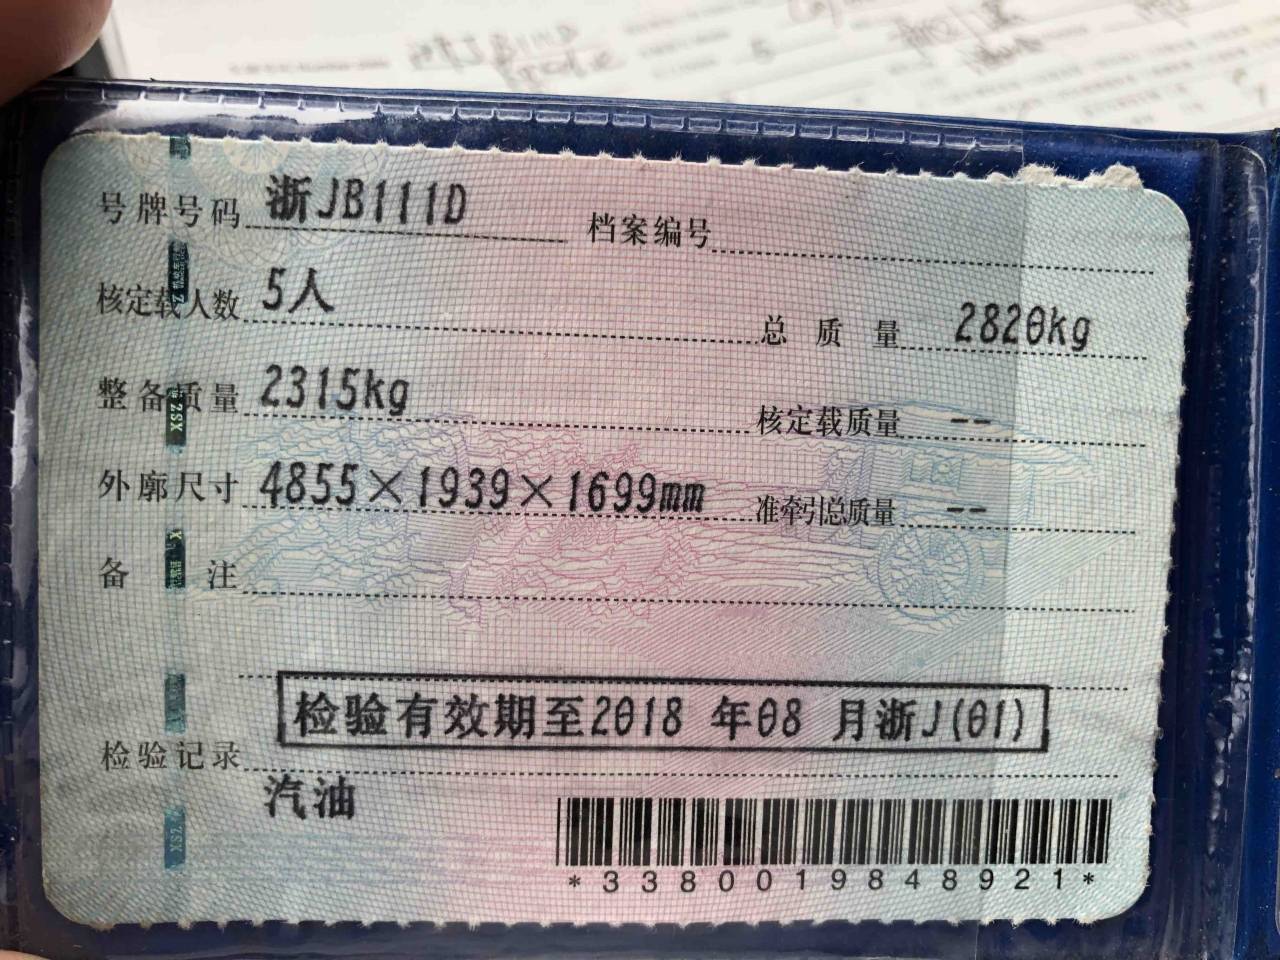 号牌号码 浙JB111D 档案编号
核定载人数 5人 总质量 2820kg
整备质量 2315kg 核定载质量 --
外廓尺寸 4855×1939×1699mm 准牵引总质量 --
备注
检验有效期至2018 年08 月浙J(01)
检验记录
汽油
*3380019848921*